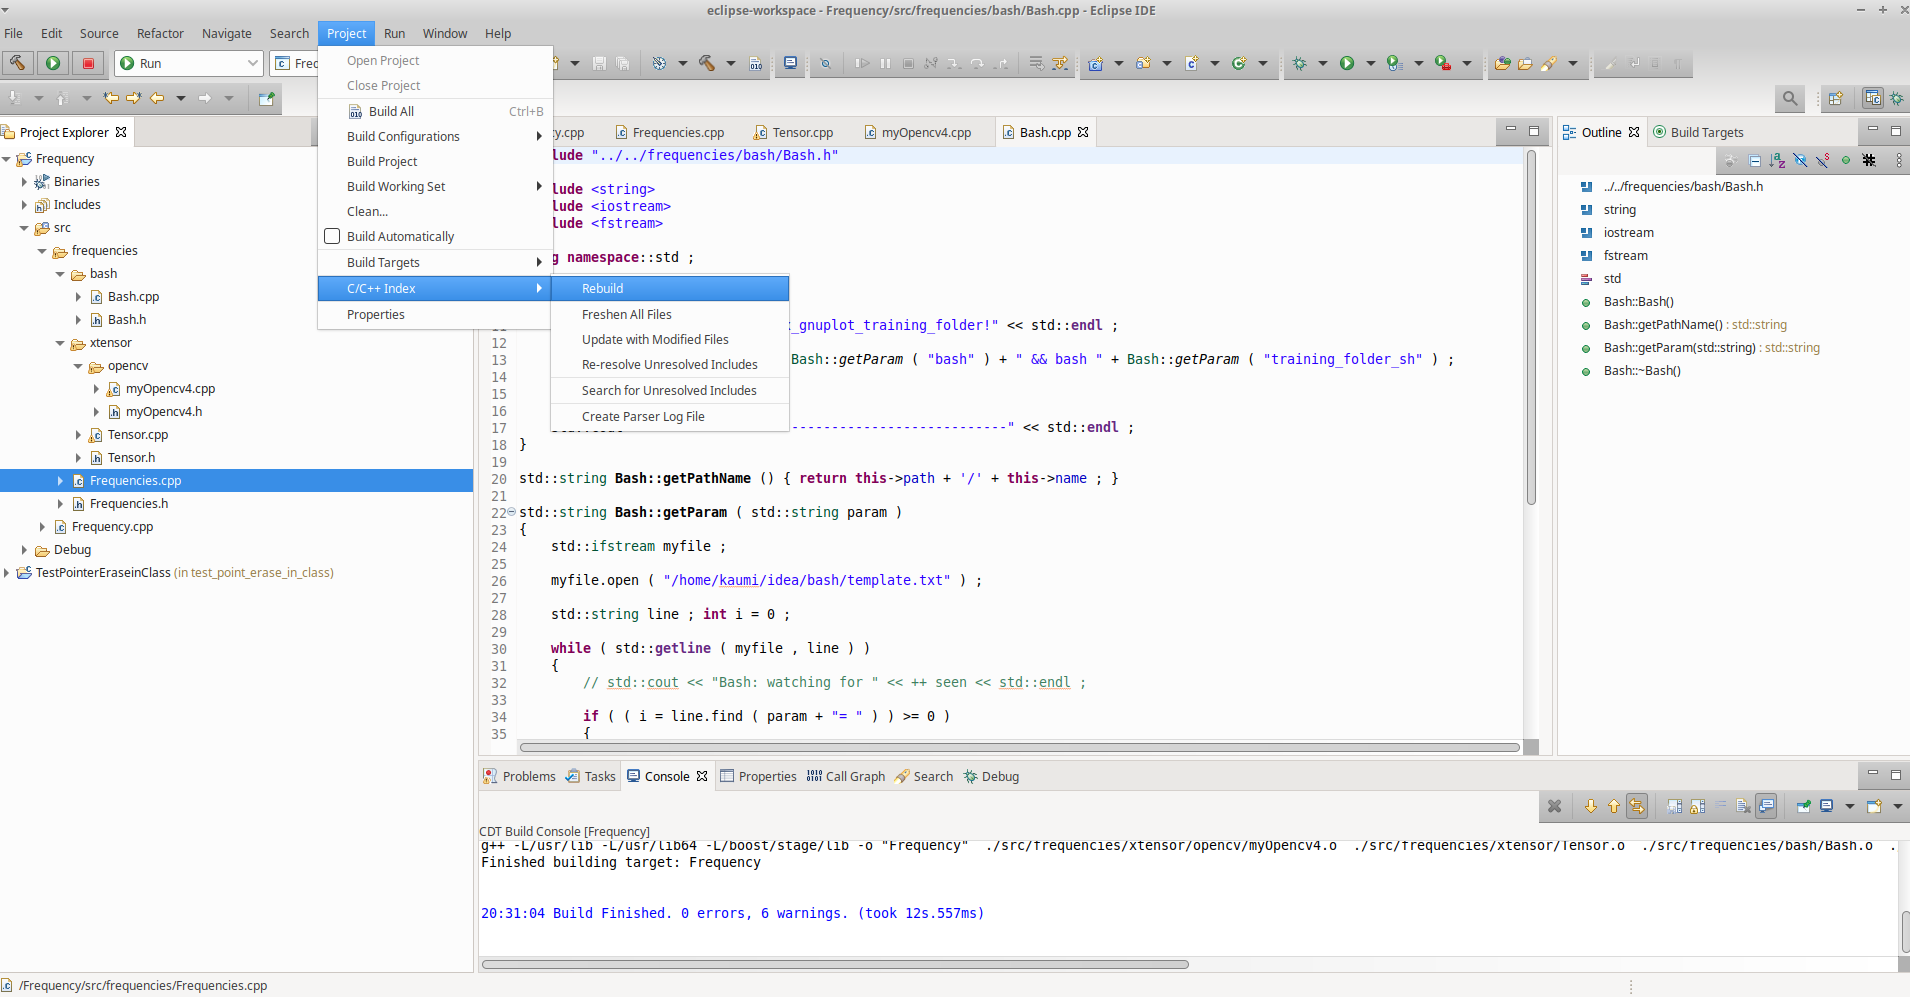 eclipse-workspace - Frequency/src/frequencies/bash/Bash.cpp - Eclipse IDE
File Edit Source Refactor Navigate Search Project Run Window Help
Run
Open Project
Close Project
Build All Ctrl+B
Build Configurations
Build Project
Build Working Set
Clean...
Build Automatically
Build Targets
C/C++ Index
Properties
Rebuild
Freshen All Files
Update with Modified Files
Re-resolve Unresolved Includes
Search for Unresolved Includes
Create Parser Log File
Project Explorer
Frequency
Binaries
Includes
src
frequencies
bash
Bash.cpp
Bash.h
xtensor
opencv
myOpencv4.cpp
myOpencv4.h
Tensor.cpp
Tensor.h
Frequencies.cpp
Frequencies.h
Frequency.cpp
Debug
TestPointerEraseinClass (in test_point_erase_in_class)
y.cpp Frequencies.cpp Tensor.cpp myOpencv4.cpp Bash.cpp
lude "../../frequencies/bash/Bash.h"
lude <string>
lude <iostream>
lude <fstream>
g namespace::std ;
_gnuplot_training_folder!" << std::endl ;
12
13 Bash::getParam ( "bash" ) + " && bash " + Bash::getParam ( "training_folder_sh" ) ;
14
15
16
17 --------------------------" << std::endl ;
18 }
19
20 std::string Bash::getPathName () { return this->path + '/' + this->name ; }
21
22 std::string Bash::getParam ( std::string param )
23 {
24 std::ifstream myfile ;
25
26 myfile.open ( "/home/kaumi/idea/bash/template.txt" ) ;
27
28 std::string line ; int i = 0 ;
29
30 while ( std::getline ( myfile , line ) )
31 {
32 // std::cout << "Bash: watching for " << ++ seen << std::endl ;
33
34 if ( ( i = line.find ( param + "= " ) ) >= 0 )
35 {
Outline Build Targets
../../frequencies/bash/Bash.h
string
iostream
fstream
std
Bash::Bash()
Bash::getPathName() : std::string
Bash::getParam(std::string) : std::string
Bash::~Bash()
Problems Tasks Console Properties Call Graph Search Debug
CDT Build Console [Frequency]
g++ -L/usr/lib -L/usr/lib64 -L/boost/stage/lib -o "Frequency" ./src/frequencies/xtensor/opencv/myOpencv4.o ./src/frequencies/xtensor/Tensor.o ./src/frequencies/bash/Bash.o .
Finished building target: Frequency
20:31:04 Build Finished. 0 errors, 6 warnings. (took 12s.557ms)
/Frequency/src/frequencies/Frequencies.cpp